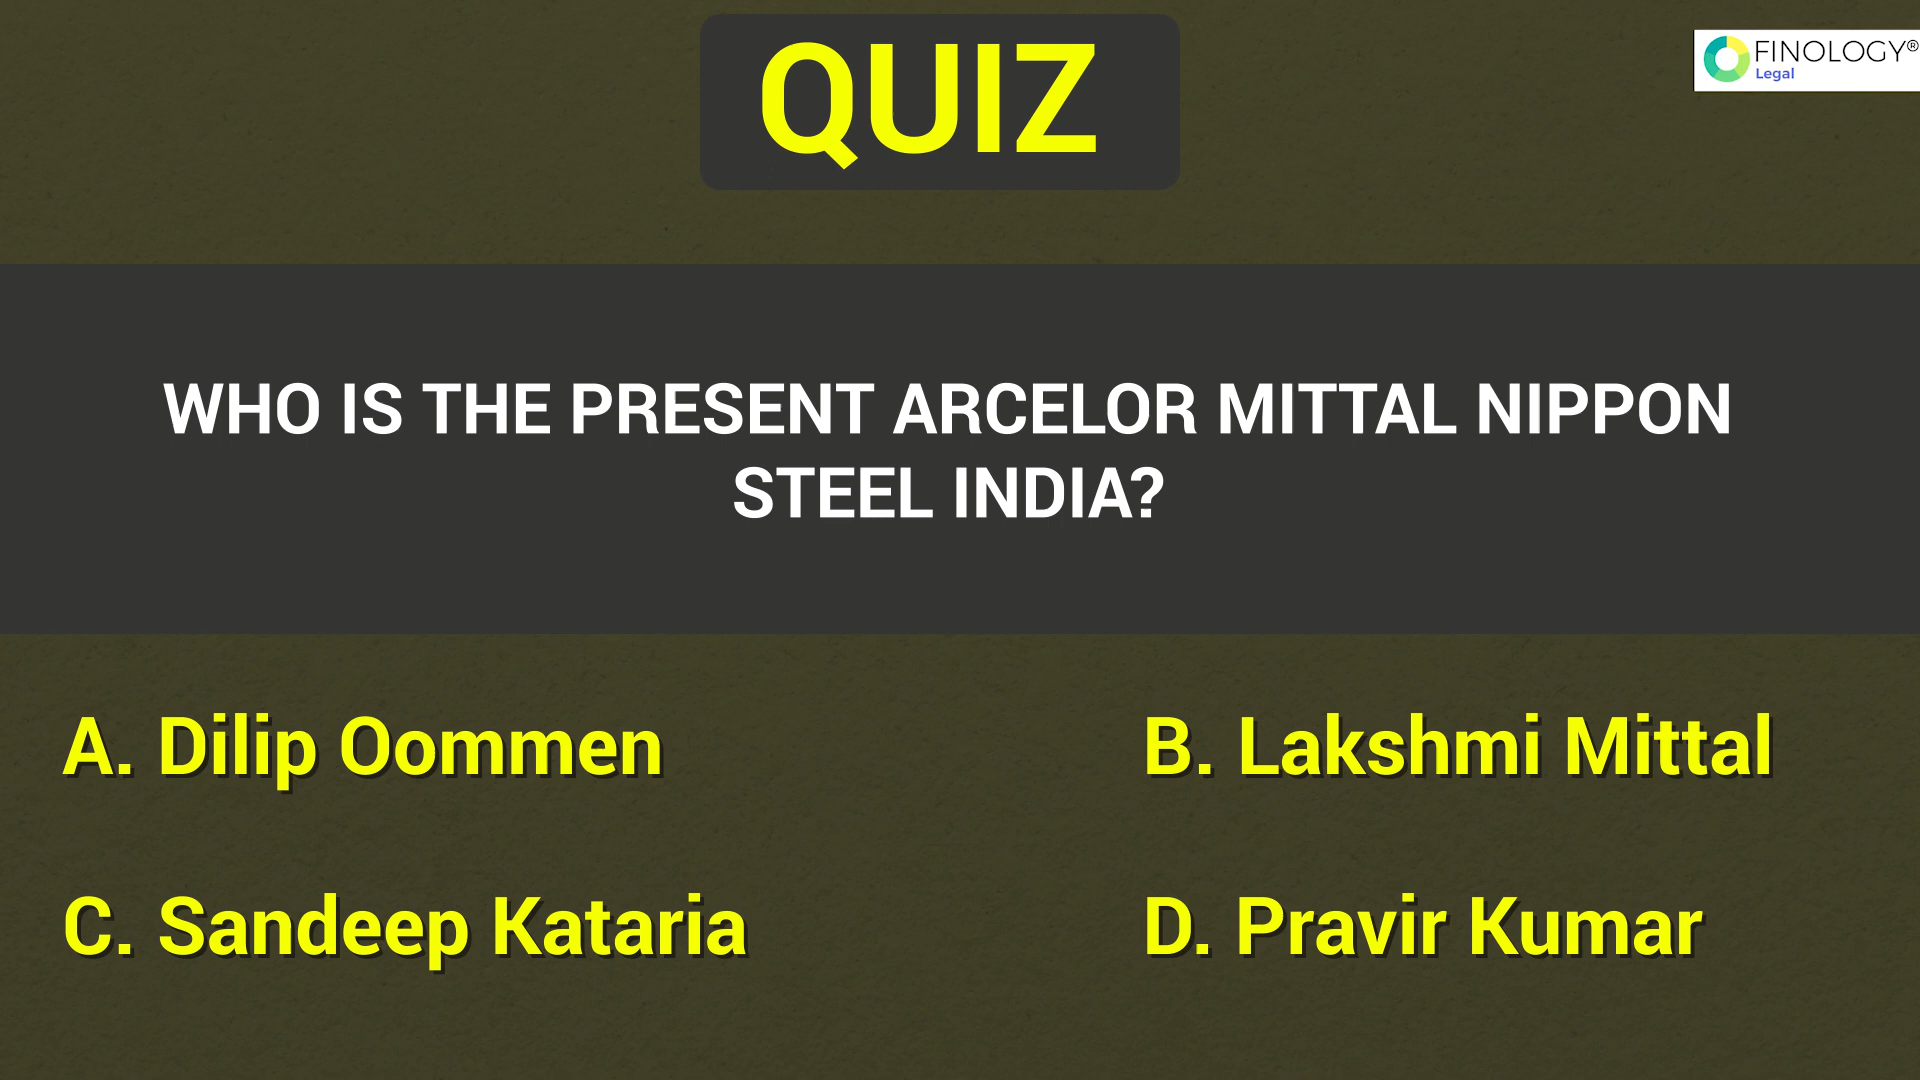 QUIZ
FINOLOGY®
Legal
WHO IS THE PRESENT ARCELOR MITTAL NIPPON
STEEL INDIA?
A. Dilip Oommen
B. Lakshmi Mittal
C. Sandeep Kataria
D. Pravir Kumar